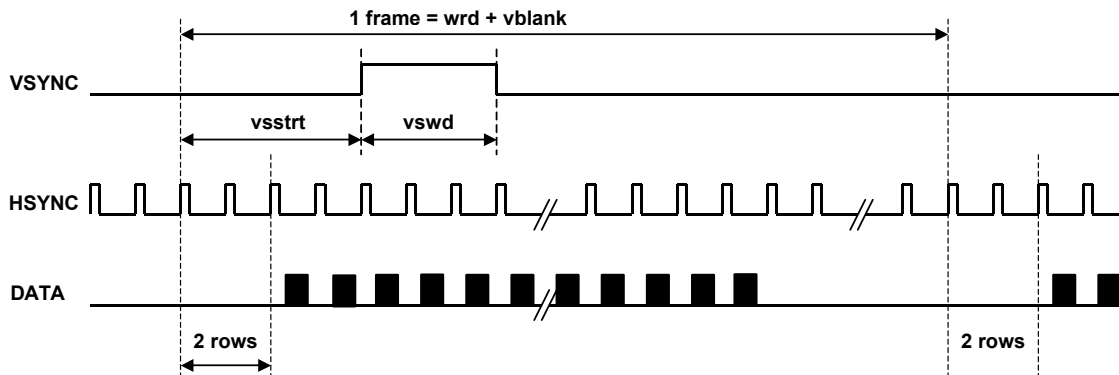 1 frame = wrd + vblank
VSYNC
vsstrt
vswd
HSYNC
DATA
2 rows
2 rows